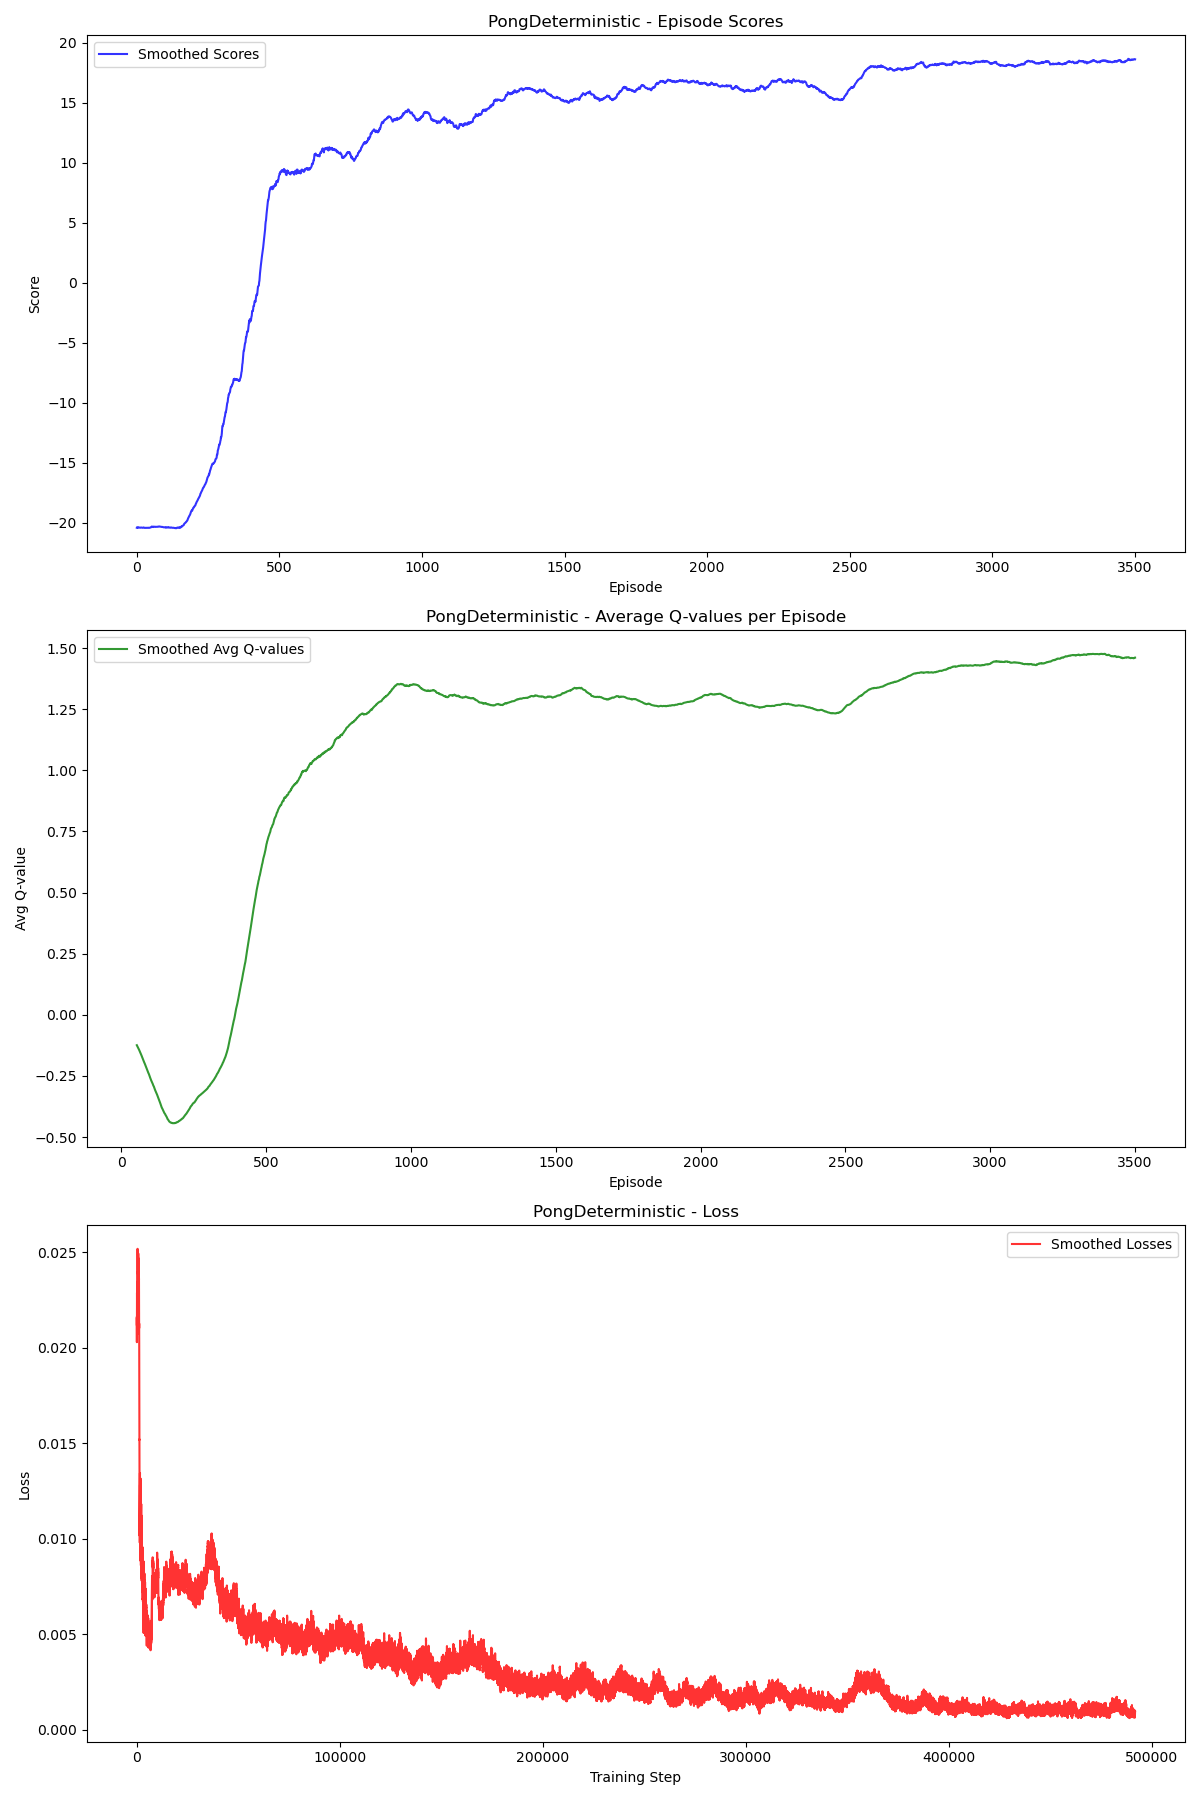 PongDeterministic - Episode Scores
Smoothed Scores
Score
20
15
10
5
0
−5
−10
−15
−20
0 500 1000 1500 2000 2500 3000 3500
Episode
PongDeterministic - Average Q-values per Episode
Smoothed Avg Q-values
Avg Q-value
1.50
1.25
1.00
0.75
0.50
0.25
0.00
−0.25
−0.50
0 500 1000 1500 2000 2500 3000 3500
Episode
PongDeterministic - Loss
Smoothed Losses
Loss
0.025
0.020
0.015
0.010
0.005
0.000
0 100000 200000 300000 400000 500000
Training Step